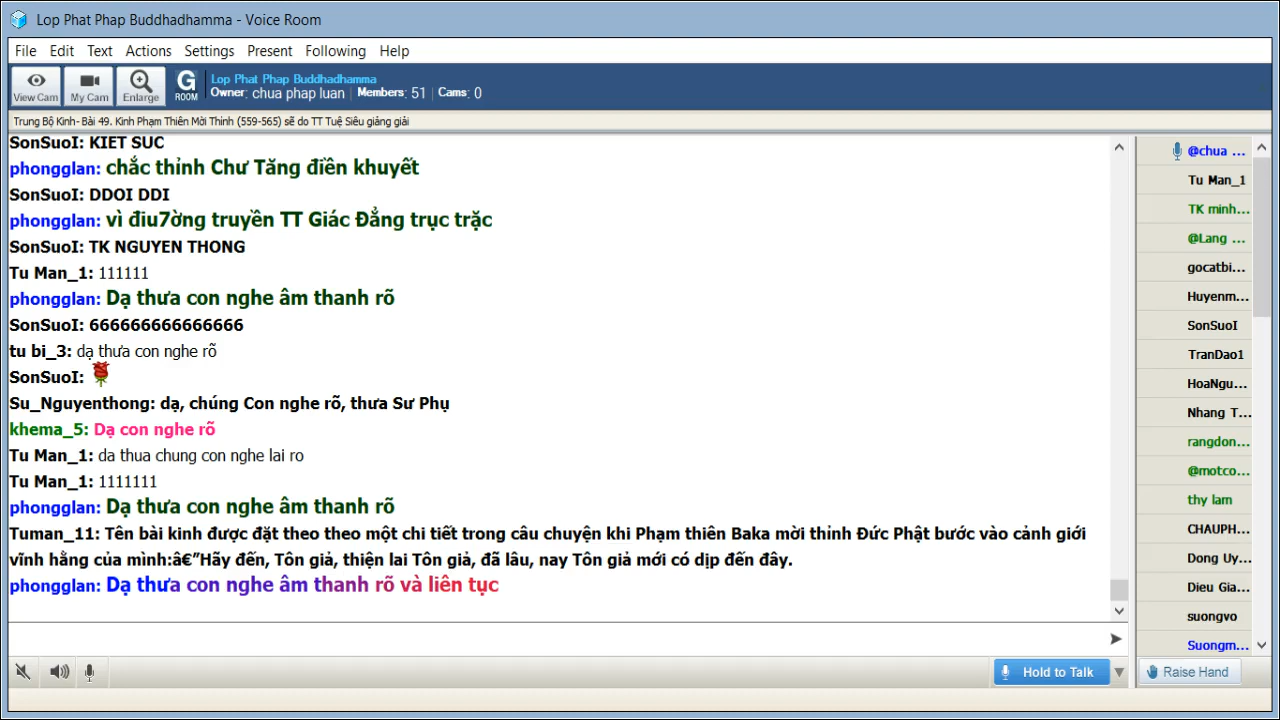 Lop Phat Phap Buddhadhamma - Voice Room
File Edit Text Actions Settings Present Following Help
View Cam My Cam Enlarge G ROOM
Lop Phat Phap Buddhadhamma
Owner: chua phap luan Members: 51 Cams: 0
Trung Bộ Kinh- Bài 49. Kinh Phạm Thiên Mời Thỉnh (559-565) sẽ do TT Tuệ Siêu giảng giải
SonSuoI: KIET SUC
phongglan: chắc thỉnh Chư Tăng điền khuyết
SonSuoI: DDOI DDI
phongglan: vì điu7ờng truyền TT Giác Đẳng trục trặc
SonSuoI: TK NGUYEN THONG
Tu Man_1: 111111
phongglan: Dạ thưa con nghe âm thanh rõ
SonSuoI: 666666666666666
tu bi_3: dạ thưa con nghe rõ
SonSuoI:
Su_Nguyenthong: dạ, chúng Con nghe rõ, thưa Sư Phụ
khema_5: Dạ con nghe rõ
Tu Man_1: da thua chung con nghe lai ro
Tu Man_1: 1111111
phongglan: Dạ thưa con nghe âm thanh rõ
Tuman_11: Tên bài kinh được đặt theo theo một chi tiết trong câu chuyện khi Phạm thiên Baka mời thỉnh Đức Phật bước vào cảnh giới
vĩnh hằng của mình:â€”Hãy đến, Tôn giả, thiện lai Tôn giả, đã lâu, nay Tôn giả mới có dịp đến đây.
phongglan: Dạ thưa con nghe âm thanh rõ và liên tục
@chua ...
Tu Man_1
TK minh...
@Lang ...
gocatbi...
Huyenm...
SonSuoI
TranDao1
HoaNgu...
Nhang T...
rangdon...
@motco...
thy lam
CHAUPH...
Dong Uy...
Dieu Gia...
suongvo
Suongm...
Hold to Talk
Raise Hand